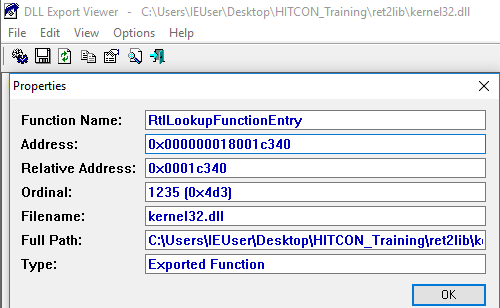 DLL Export Viewer - C:\Users\IEUser\Desktop\HITCON_Training\ret2lib\kernel32.dll
File Edit View Options Help
Properties
Function Name: RtlLookupFunctionEntry
Address: 0x000000018001c340
Relative Address: 0x0001c340
Ordinal: 1235 (0x4d3)
Filename: kernel32.dll
Full Path: C:\Users\IEUser\Desktop\HITCON_Training\ret2lib\ke
Type: Exported Function
OK